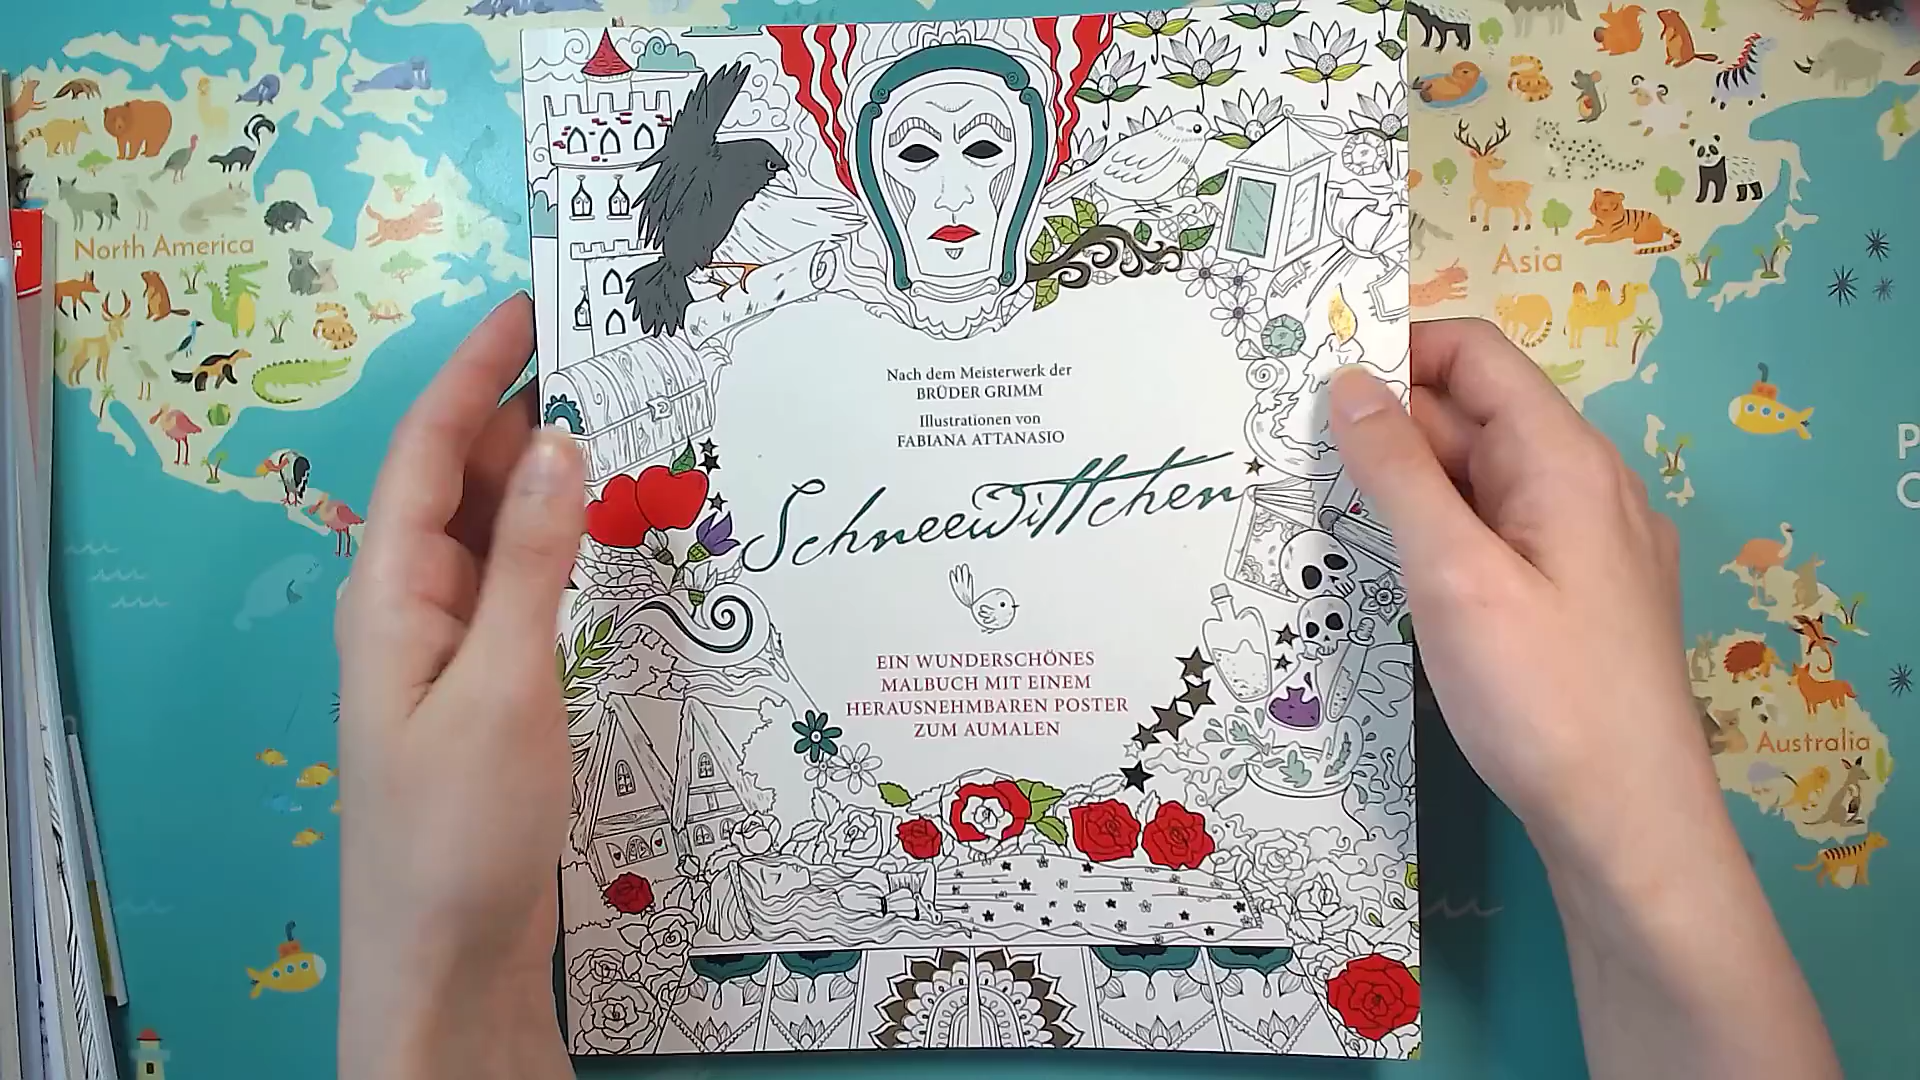 Nach dem Meisterwerk der
BRÜDER GRIMM
Illustrationen von
FABIANA ATTANASIO
Schneewittchen
EIN WUNDERSCHÖNES
MALBUCH MIT EINEM
HERAUSNEHMBAREN POSTER
ZUM AUMALEN
North America
Asia
Australia